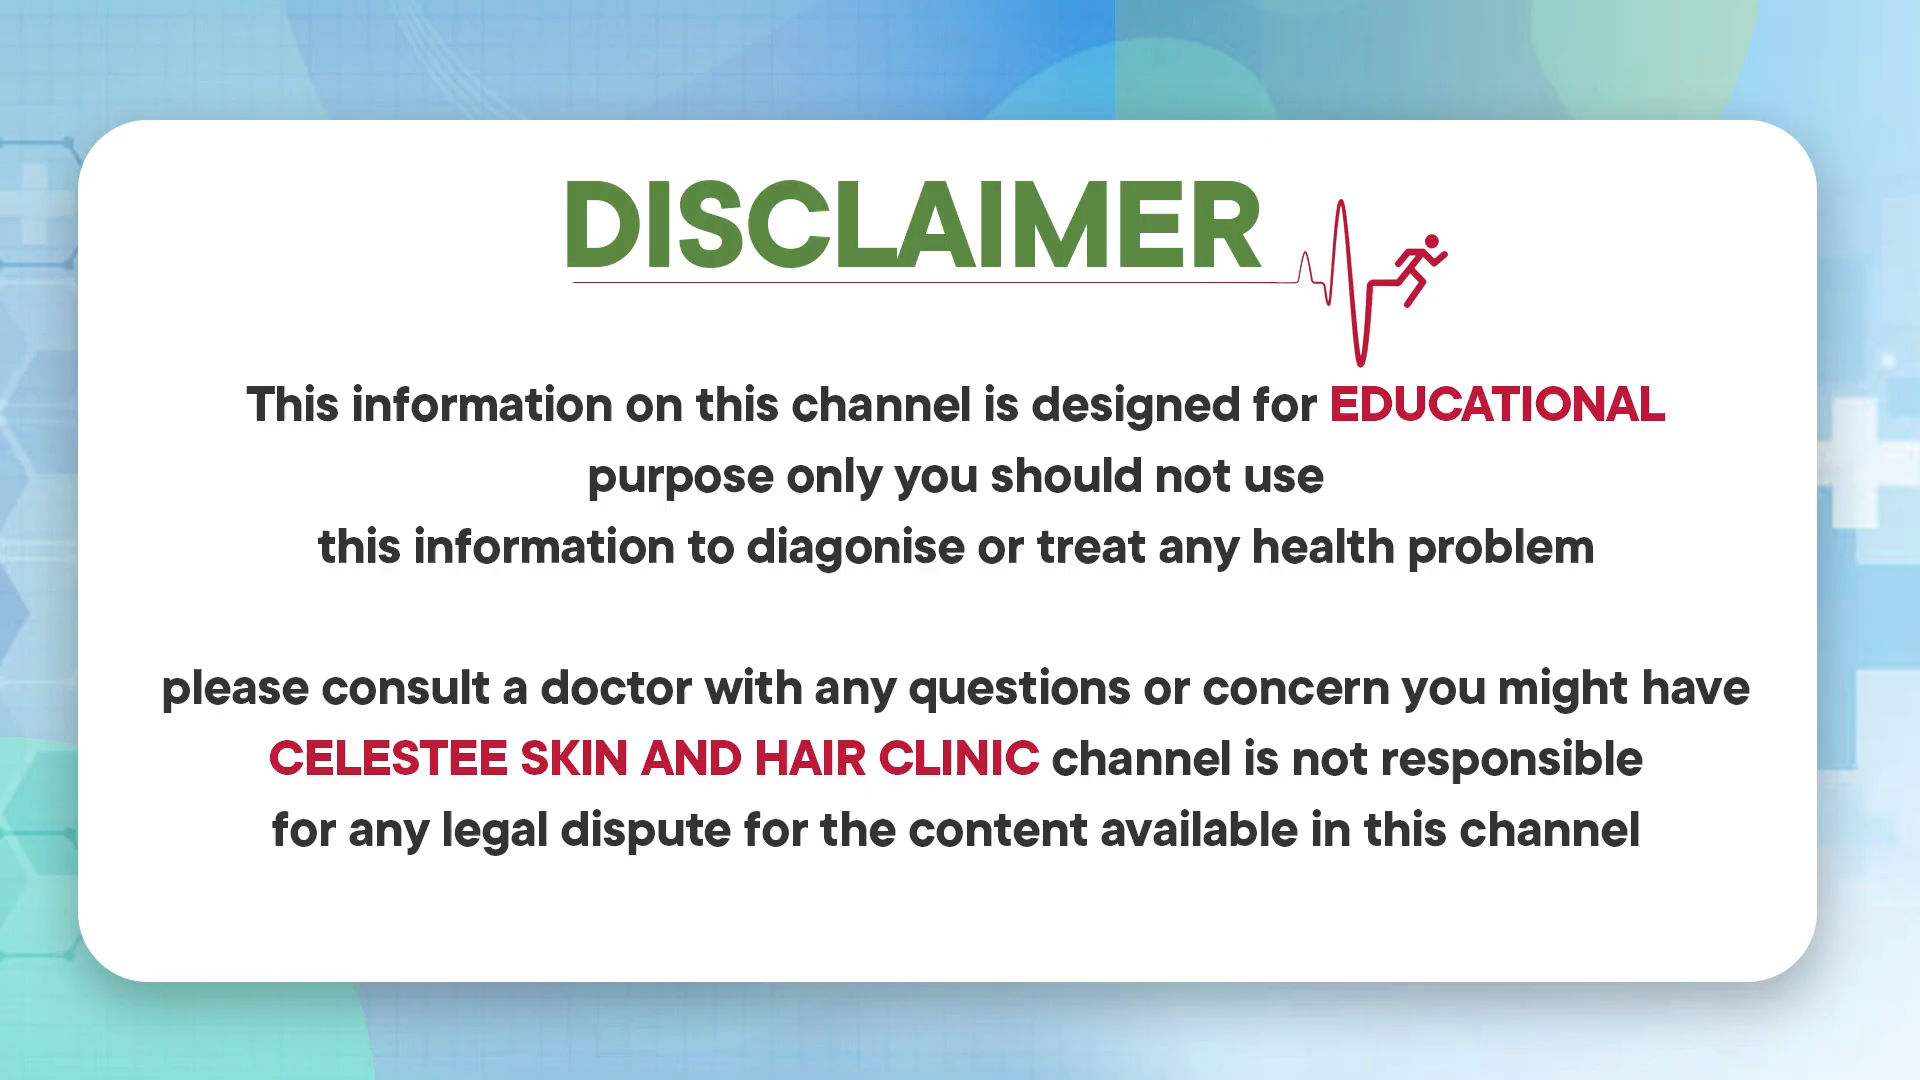 DISCLAIMER
This information on this channel is designed for EDUCATIONAL
purpose only you should not use
this information to diagonise or treat any health problem
please consult a doctor with any questions or concern you might have
CELESTEE SKIN AND HAIR CLINIC channel is not responsible
for any legal dispute for the content available in this channel